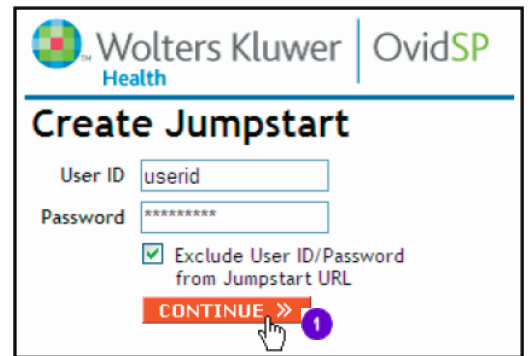 Wolters Kluwer OvidSP
Health
Create Jumpstart
User ID userid
Password *********
Exclude User ID/Password
from Jumpstart URL
CONTINUE »
1